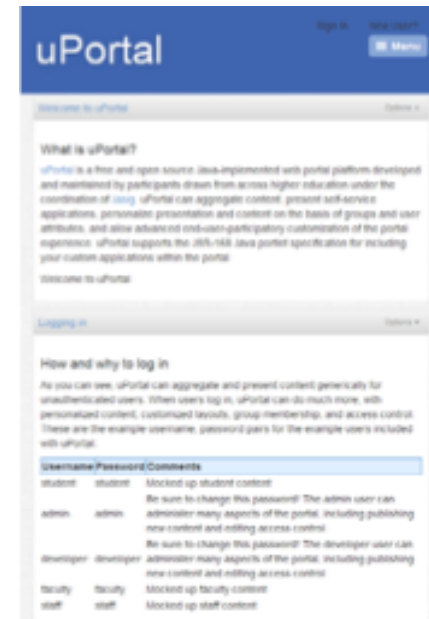 Sign in New User?
uPortal
Menu
Welcome to uPortal Options
What is uPortal?
uPortal is a free and open source Java-implemented web portal platform developed
and maintained by participants drawn from across higher education under the
coordination of Jasig. uPortal can aggregate content, present self-service
applications, personalize presentation and content on the basis of groups and user
attributes, and allow advanced end-user-participatory customization of the portal
experience. uPortal supports the JSR-168 Java portlet specification for including
your custom applications within the portal.
Welcome to uPortal
Logging in Options
How and why to log in
As you can see, uPortal can aggregate and present content generically for
unauthenticated users. When users log in, uPortal can do much more, with
personalized content, customized layouts, group membership, and access control.
These are the example username, password pairs for the example users included
with uPortal.
Username Password Comments
student student Mocked up student content
Be sure to change this password! The admin user can
admin admin administer many aspects of the portal, including publishing
new content and editing access control.
Be sure to change this password! The developer user can
developer developer administer many aspects of the portal, including publishing
new content and editing access control.
faculty faculty Mocked up faculty content
staff staff Mocked up staff content